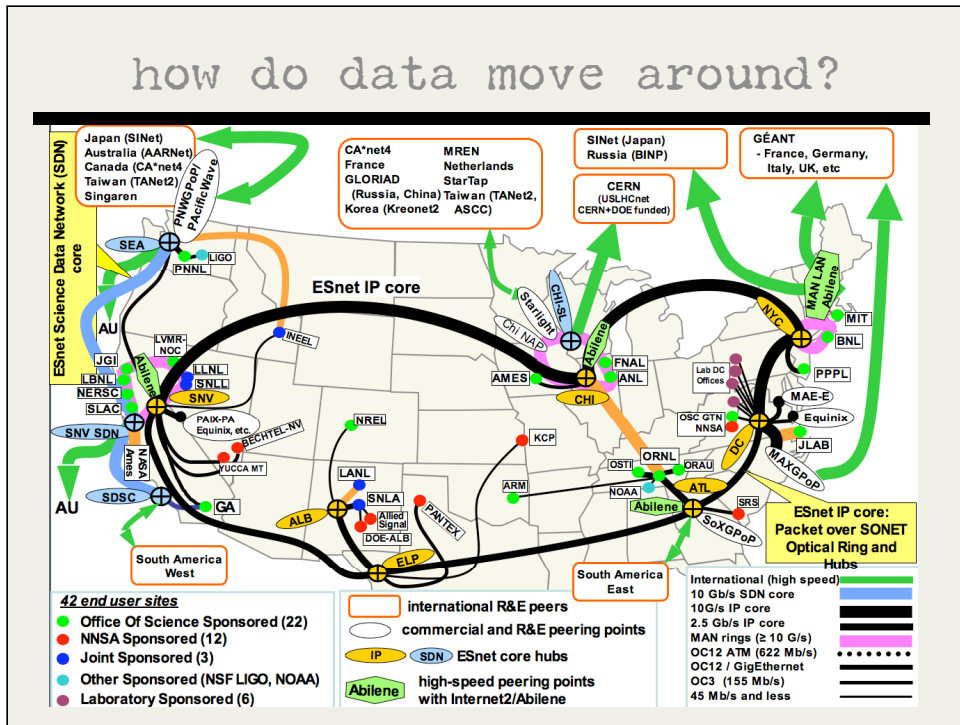 how do data move around?
ESnet Science Data Network (SDN)
core
Japan (SINet)
Australia (AARNet)
Canada (CA*net4
Taiwan (TANet2)
Singaren
PNWGPoP/
PAcificWave
CA*net4
France
GLORIAD
(Russia, China)
Korea (Kreonet2
MREN
Netherlands
StarTap
Taiwan (TANet2,
ASCC)
SINet (Japan)
Russia (BINP)
CERN
(USLHCnet
CERN+DOE funded)
GÉANT
- France, Germany,
Italy, UK, etc
SEA
PNNL
LIGO
AU
ESnet IP core
Starlight
Chi NAP
CHI-SL
Abilene
MAN LAN
Abilene
NYC
MIT
BNL
PPPL
JGI
LBNL
NERSC
SLAC
SNV SDN
LVMR-
NOC
Abilene
LLNL
SNLL
SNV
INEEL
PAIX-PA
Equinix, etc.
BECHTEL-NV
YUCCA MT
NASA
Ames
SDSC
GA
AU
AMES
FNAL
ANL
CHI
Lab DC
Offices
OSC GTN
NNSA
MAE-E
Equinix
JLAB
DC
MAXGPoP
NREL
KCP
LANL
SNLA
Allied
Signal
DOE-ALB
ALB
PANTEX
ELP
ARM
OSTI
ORNL
ORAU
NOAA
ATL
Abilene
SRS
SoXGPoP
ESnet IP core:
Packet over SONET
Optical Ring and
Hubs
South America
West
South America
East
42 end user sites
Office Of Science Sponsored (22)
NNSA Sponsored (12)
Joint Sponsored (3)
Other Sponsored (NSF LIGO, NOAA)
Laboratory Sponsored (6)
international R&E peers
commercial and R&E peering points
IP
SDN
ESnet core hubs
Abilene
high-speed peering points
with Internet2/Abilene
International (high speed)
10 Gb/s SDN core
10G/s IP core
2.5 Gb/s IP core
MAN rings (≥ 10 G/s)
OC12 ATM (622 Mb/s)
OC12 / GigEthernet
OC3 (155 Mb/s)
45 Mb/s and less